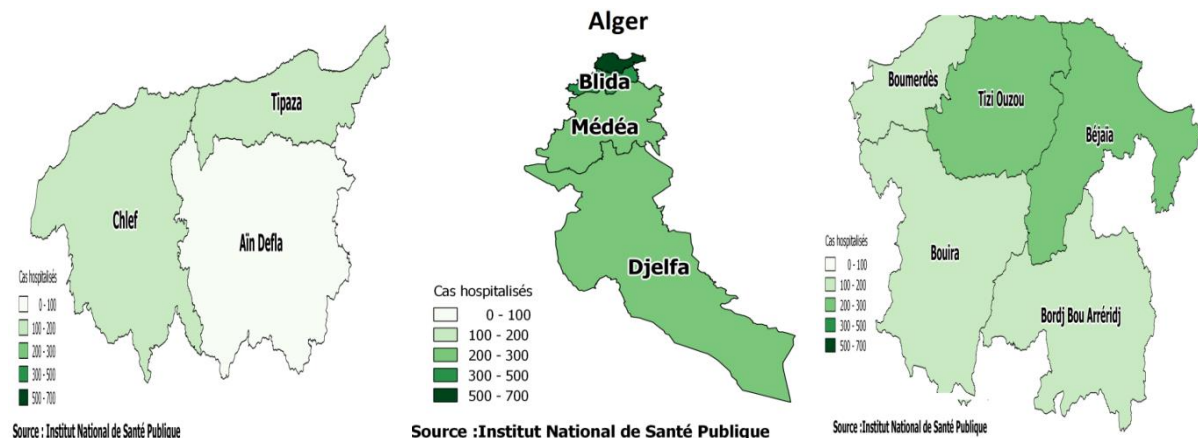 Tipaza
Chlef
Aïn Defla
Cas hospitalisés
0 - 100
100 - 200
200 - 300
300 - 500
500 - 700
Source : Institut National de Santé Publique
Alger
Blida
Médéa
Djelfa
Cas hospitalisés
0 - 100
100 - 200
200 - 300
300 - 500
500 - 700
Source :Institut National de Santé Publique
Boumerdès
Tizi Ouzou
Béjaïa
Bouira
Bordj Bou Arréridj
Cas hospitalisés
0 - 100
100 - 200
200 - 300
300 - 500
500 - 700
Source : Institut National de Santé Publique